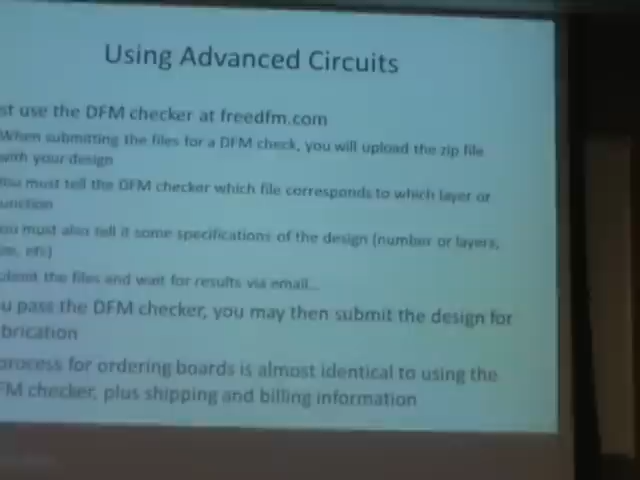 Using Advanced Circuits
st use the DFM checker at freedfm.com
When submitting the files for a DFM check, you will upload the zip file
with your design
ou must tell the DFM checker which file corresponds to which layer or
unction
ou must also tell it some specifications of the design (number or layers,
etc)
the files and wait for results via email...
u pass the DFM checker, you may then submit the design for
brication
process for ordering boards is almost identical to using the
FM checker, plus shipping and billing information